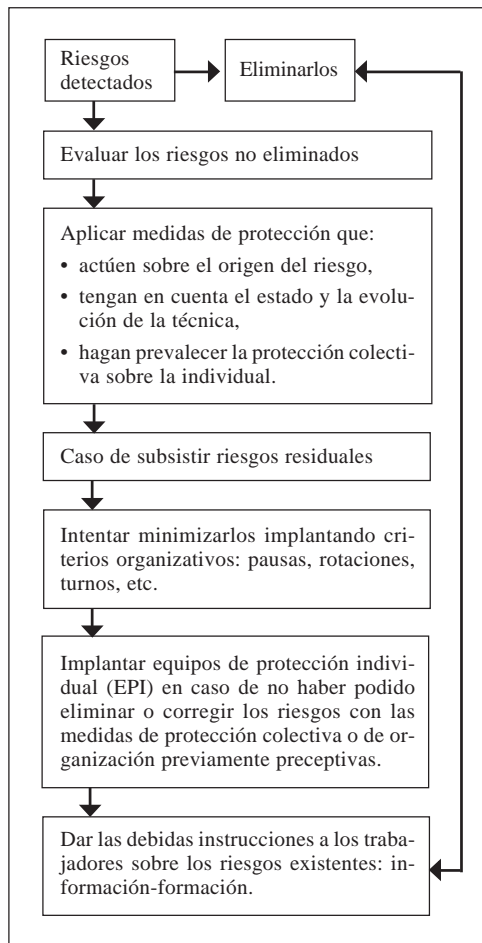 Riesgos
detectados
Eliminarlos
Evaluar los riesgos no eliminados
Aplicar medidas de protección que:
• actúen sobre el origen del riesgo,
• tengan en cuenta el estado y la evolu-
ción de la técnica,
• hagan prevalecer la protección colecti-
va sobre la individual.
Caso de subsistir riesgos residuales
Intentar minimizarlos implantando cri-
terios organizativos: pausas, rotaciones,
turnos, etc.
Implantar equipos de protección indivi-
dual (EPI) en caso de no haber podido
eliminar o corregir los riesgos con las
medidas de protección colectiva o de or-
ganización previamente preceptivas.
Dar las debidas instrucciones a los traba-
jadores sobre los riesgos existentes: in-
formación-formación.